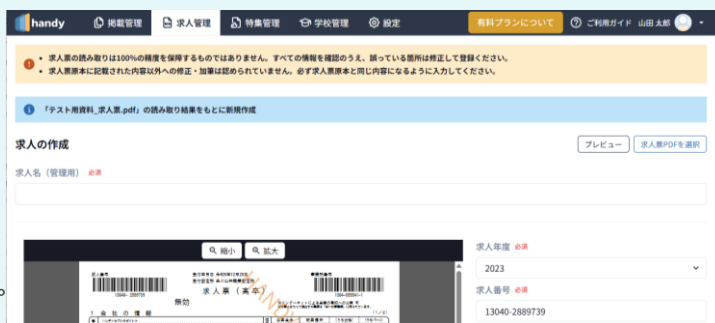 handy 掲載管理 求人管理 特集管理 学校管理 設定 有料プランについて ご利用ガイド 山田 太郎
・ 求人票の読み取りは100%の精度を保障するものではありません。すべての情報を確認のうえ、誤っている箇所は修正して登録ください。
・ 求人票原本に記載された内容以外への修正・加筆は認められていません。必ず求人票原本と同じ内容になるように入力してください。
「テスト用資料_求人票.pdf」の読み取り結果をもとに新規作成
求人の作成 プレビュー 求人票PDFを選択
求人名（管理用） 必須
縮小 拡大
求人年度 必須
2023
求人番号 必須
13040-2889739
求人票（高卒）
無効
1 会社の情報